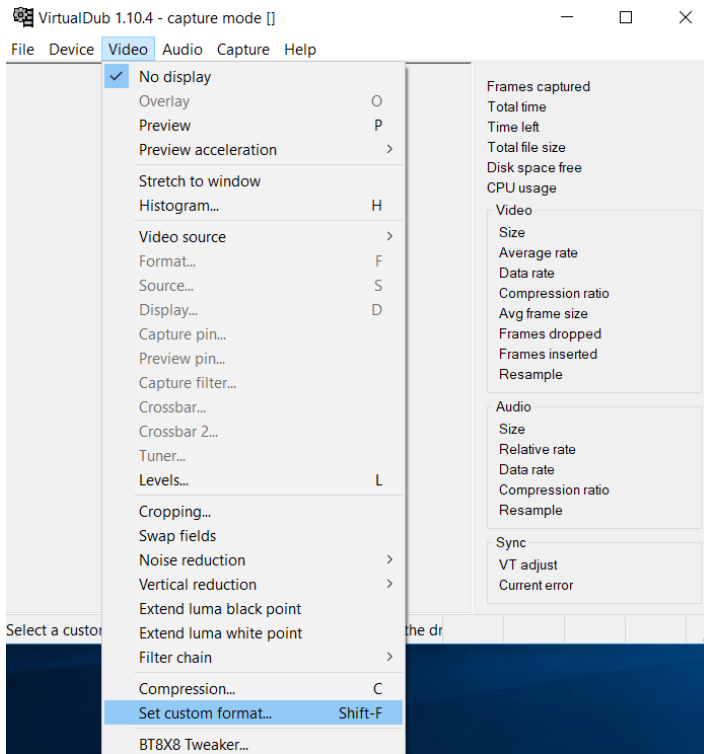 VirtualDub 1.10.4 - capture mode []
File Device Video Audio Capture Help
No display
Overlay O
Preview P
Preview acceleration
Stretch to window
Histogram... H
Video source
Format... F
Source... S
Display... D
Capture pin...
Preview pin...
Capture filter...
Crossbar...
Crossbar 2...
Tuner...
Levels... L
Cropping...
Swap fields
Noise reduction
Vertical reduction
Extend luma black point
Extend luma white point
Filter chain
Compression... C
Set custom format... Shift-F
BT8X8 Tweaker...
Frames captured
Total time
Time left
Total file size
Disk space free
CPU usage
Video
Size
Average rate
Data rate
Compression ratio
Avg frame size
Frames dropped
Frames inserted
Resample
Audio
Size
Relative rate
Data rate
Compression ratio
Resample
Sync
VT adjust
Current error
Select a custor the dr